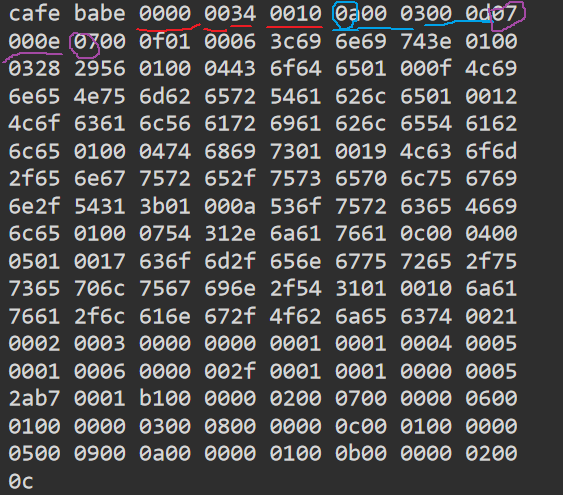 cafe babe 0000 0034 0010 0a00 0300 0d07
000e 0700 0f01 0006 3c69 6e69 743e 0100
0328 2956 0100 0443 6f64 6501 000f 4c69
6e65 4e75 6d62 6572 5461 626c 6501 0012
4c6f 6361 6c56 6172 6961 626c 6554 6162
6c65 0100 0474 6869 7301 0019 4c63 6f6d
2f65 6e67 7572 652f 7573 6570 6c75 6769
6e2f 5431 3b01 000a 536f 7572 6365 4669
6c65 0100 0754 312e 6a61 7661 0c00 0400
0501 0017 636f 6d2f 656e 6775 7265 2f75
7365 706c 7567 696e 2f54 3101 0010 6a61
7661 2f6c 616e 672f 4f62 6a65 6374 0021
0002 0003 0000 0000 0001 0001 0004 0005
0001 0006 0000 002f 0001 0001 0000 0005
2ab7 0001 b100 0000 0200 0700 0000 0600
0100 0000 0300 0800 0000 0c00 0100 0000
0500 0900 0a00 0000 0100 0b00 0000 0200
0c